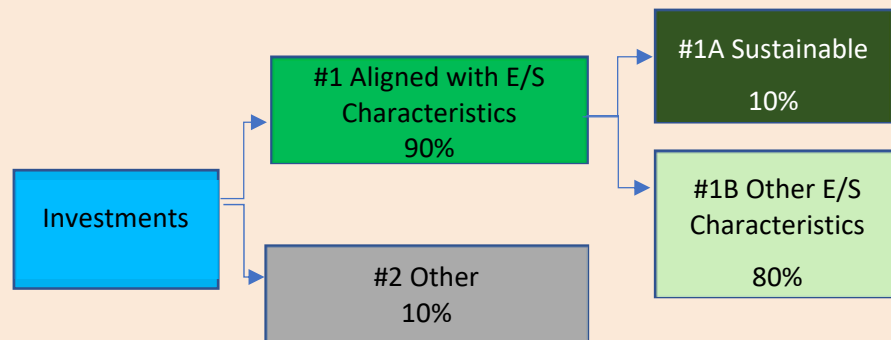 Investments
#1 Aligned with E/S
Characteristics
90%
#2 Other
10%
#1A Sustainable
10%
#1B Other E/S
Characteristics
80%